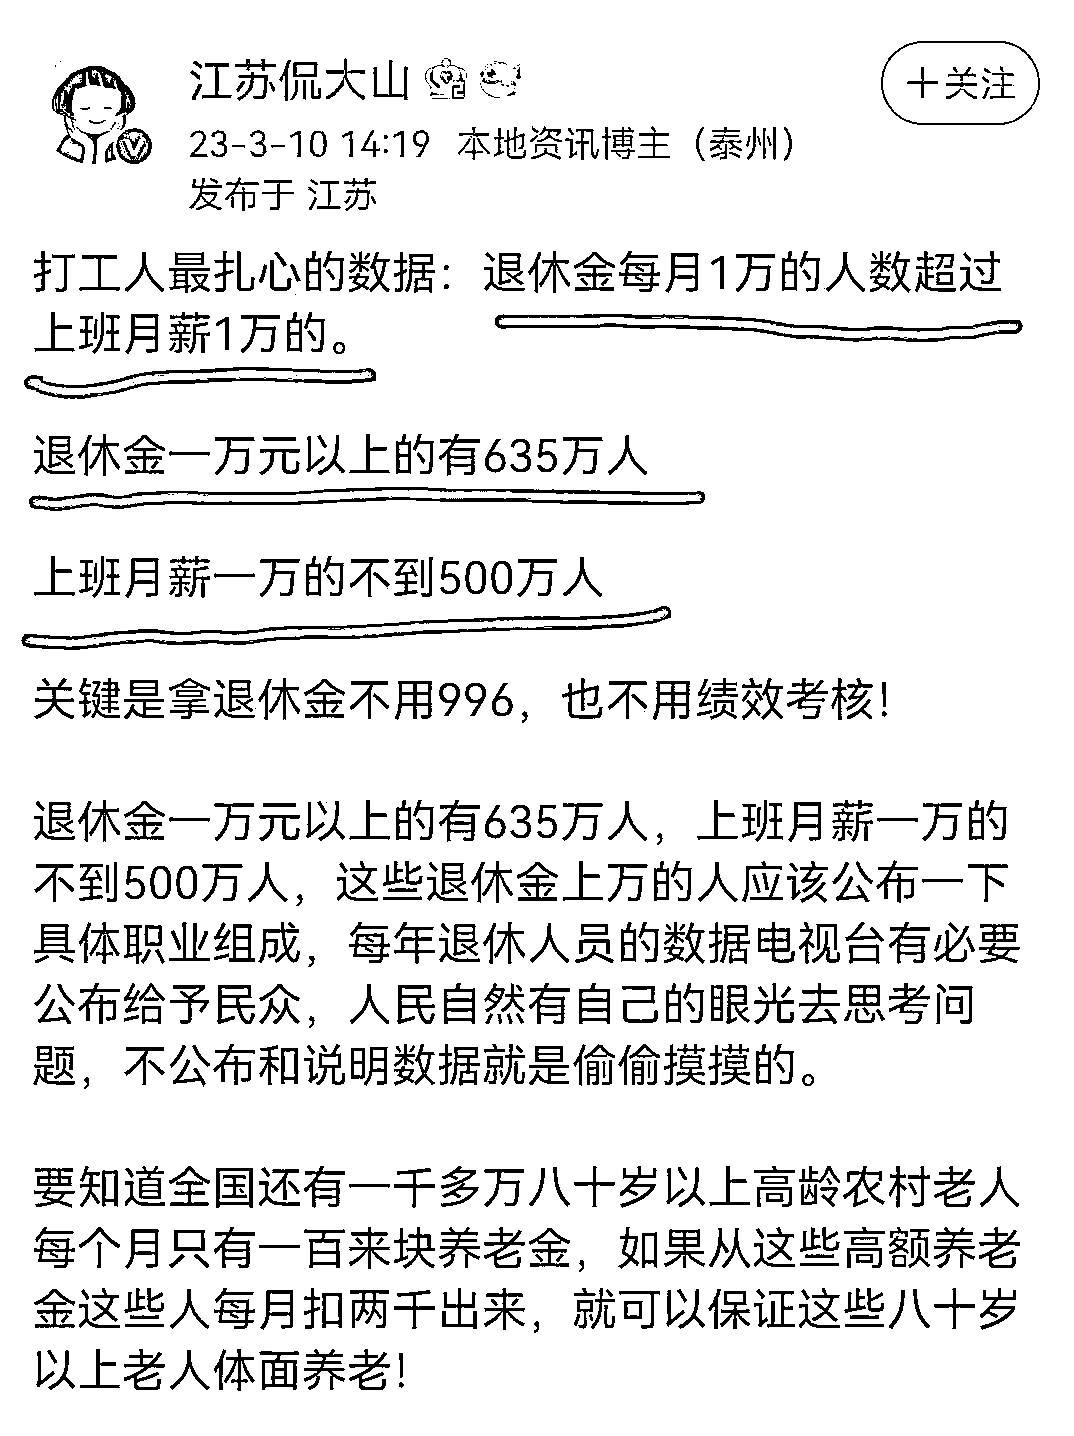 江苏侃大山
+关注
23-3-10 14:19 本地资讯博主（泰州）
发布于 江苏
打工人最扎心的数据：退休金每月1万的人数超过
上班月薪1万的。
退休金一万元以上的有635万人
上班月薪一万的不到500万人
关键是拿退休金不用996，也不用绩效考核！
退休金一万元以上的有635万人，上班月薪一万的
不到500万人，这些退休金上万的人应该公布一下
具体职业组成，每年退休人员的数据电视台有必要
公布给予民众，人民自然有自己的眼光去思考问
题，不公布和说明数据就是偷偷摸摸的。
要知道全国还有一千多万八十岁以上高龄农村老人
每个月只有一百来块养老金，如果从这些高额养老
金这些人每月扣两千出来，就可以保证这些八十岁
以上老人体面养老！